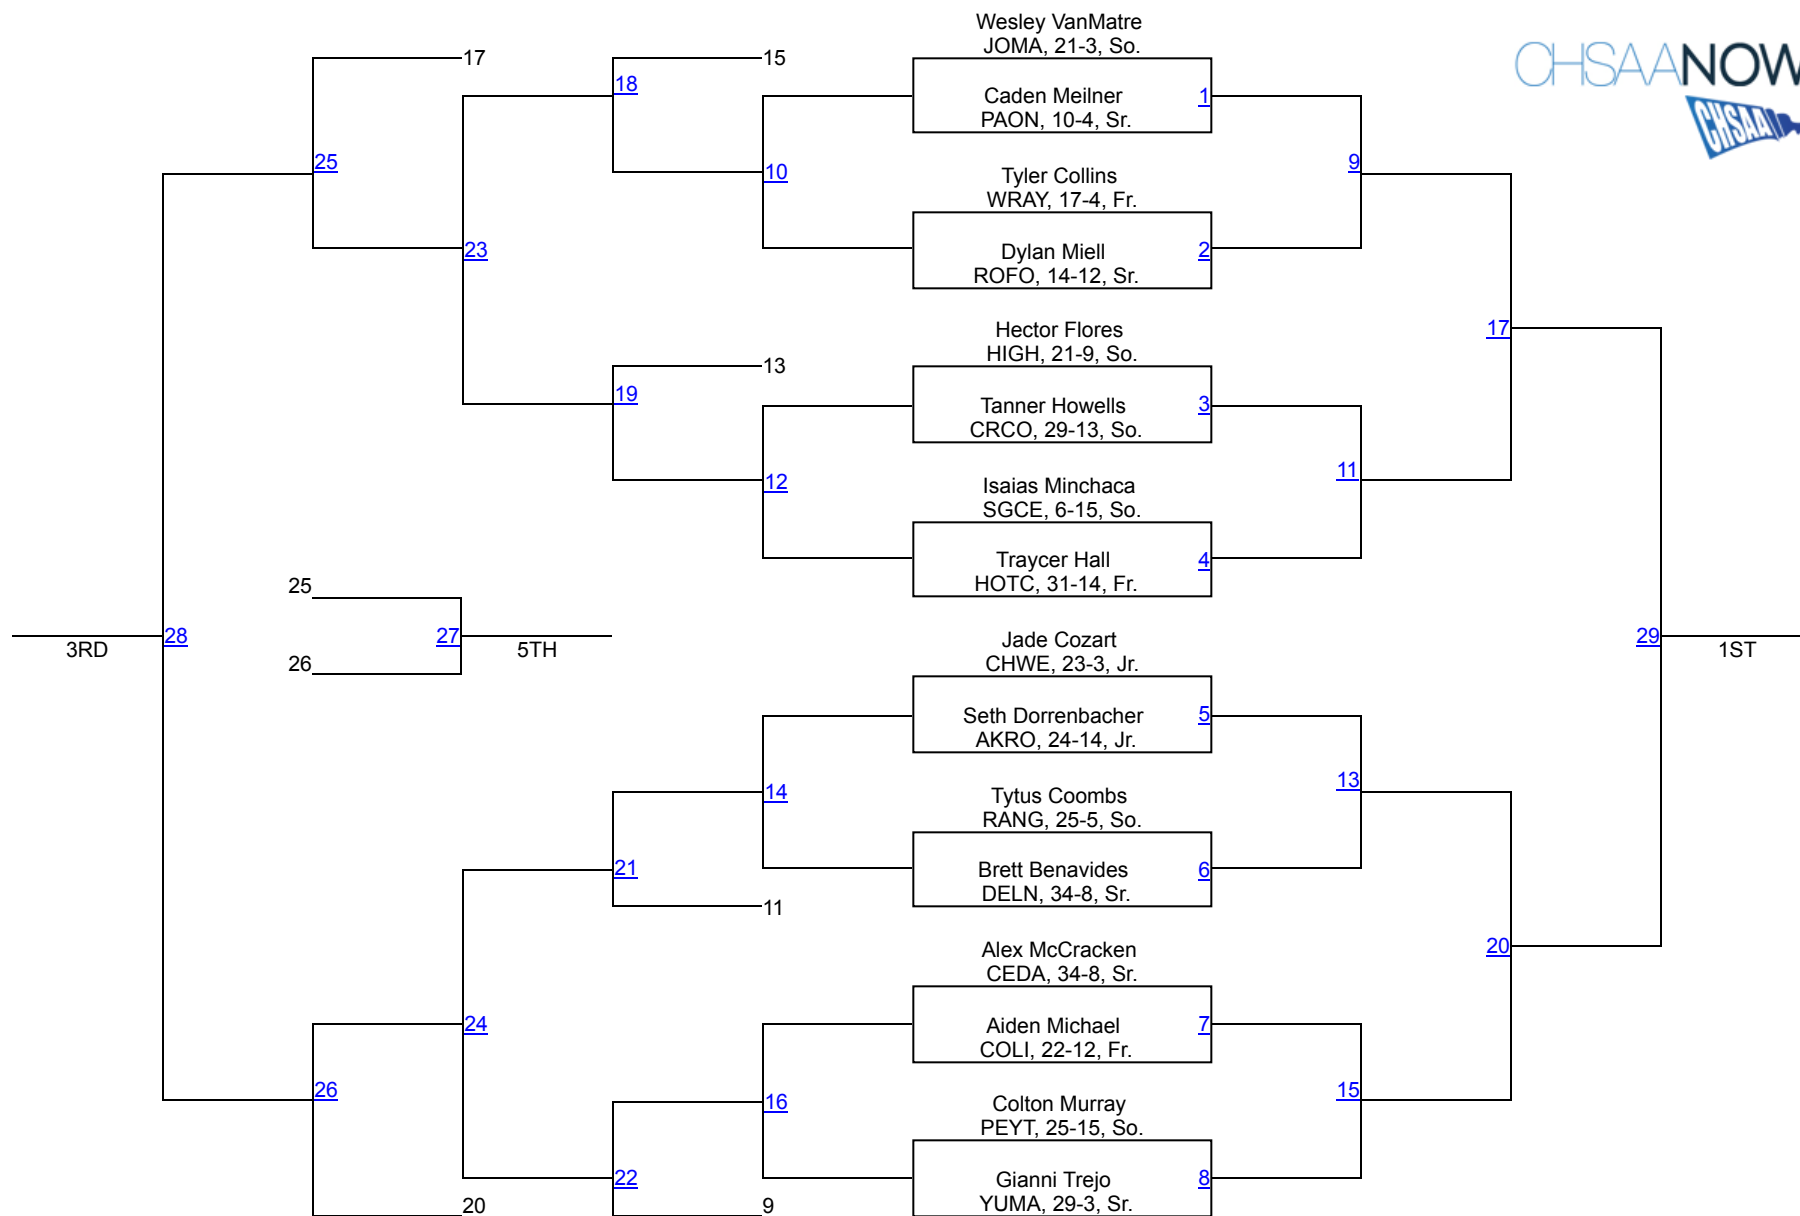 Wesley VanMatre
JOMA, 21-3, So.
CHSAANOW
CHSAA
17
15
18
Caden Meilner
1
PAON, 10-4, Sr.
25
10
9
Tyler Collins
WRAY, 17-4, Fr.
23
Dylan Miell
2
ROFO, 14-12, Sr.
Hector Flores
17
HIGH, 21-9, So.
13
19
Tanner Howells
3
CRCO, 29-13, So.
12
11
Isaias Minchaca
SGCE, 6-15, So.
Traycer Hall
4
HOTC, 31-14, Fr.
25
28
3RD
27
5TH
26
Jade Cozart
CHWE, 23-3, Jr.
29
1ST
Seth Dorrenbacher
5
AKRO, 24-14, Jr.
14
13
Tytus Coombs
RANG, 25-5, So.
21
Brett Benavides
6
DELN, 34-8, Sr.
11
Alex McCracken
20
CEDA, 34-8, Sr.
24
Aiden Michael
7
COLI, 22-12, Fr.
26
16
15
Colton Murray
PEYT, 25-15, So.
22
Gianni Trejo
8
YUMA, 29-3, Sr.
20
9